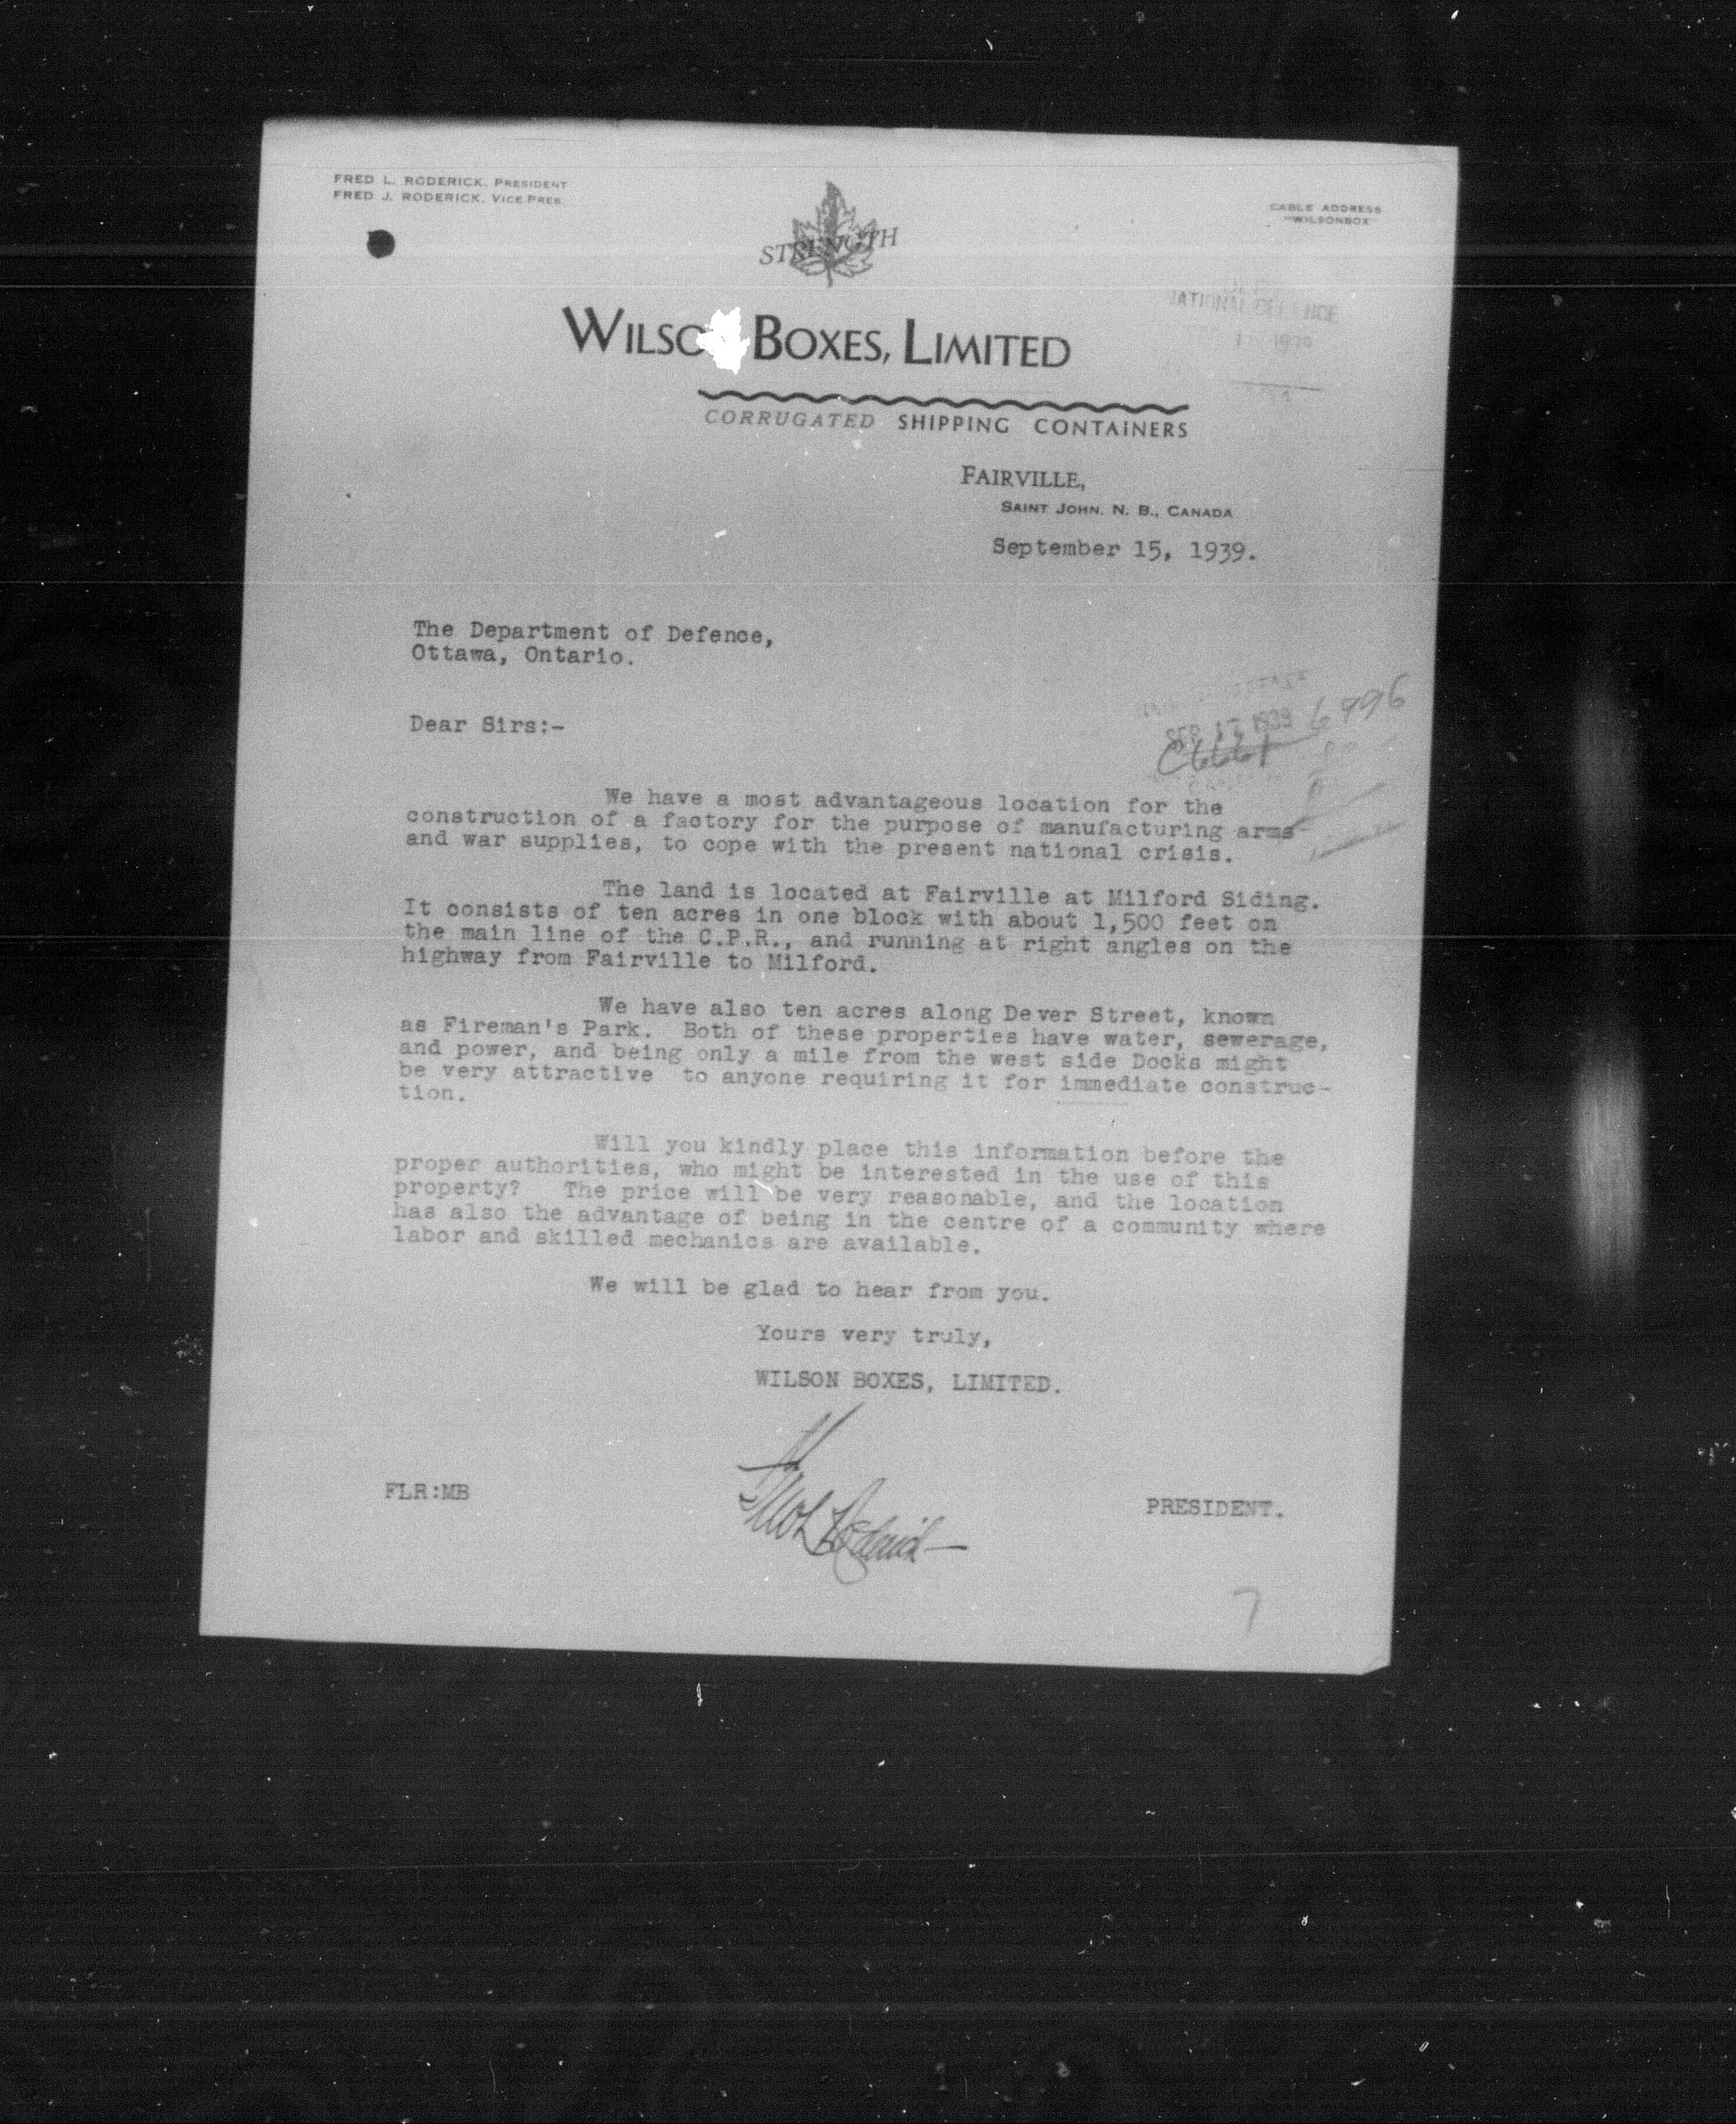 FRED L. RODERICK, PRESIDENT
FRED J. RODERICK, VICE PRES.
CABLE ADDRESS
"WILSONBOX"
STRENGTH
WILSO BOXES, LIMITED
CORRUGATED SHIPPING CONTAINERS
NATIONAL DEFENCE
1939
FAIRVILLE,
SAINT JOHN, N. B., CANADA
September 15, 1939.
The Department of Defence,
Ottawa, Ontario.
Dear Sirs:-
SEP 17 1939
6996
C6661
We have a most advantageous location for the
construction of a factory for the purpose of manufacturing arms
and war supplies, to cope with the present national crisis.
The land is located at Fairville at Milford Siding.
It consists of ten acres in one block with about 1,500 feet on
the main line of the C.P.R., and running at right angles on the
highway from Fairville to Milford.
We have also ten acres along Dever Street, known
as Fireman's Park. Both of these properties have water, sewerage,
and power, and being only a mile from the west side Docks might
be very attractive to anyone requiring it for immediate construc-
tion.
Will you kindly place this information before the
proper authorities, who might be interested in the use of this
property? The price will be very reasonable, and the location
has also the advantage of being in the centre of a community where
labor and skilled mechanics are available.
We will be glad to hear from you.
Yours very truly,
WILSON BOXES, LIMITED.
FLR:MB
PRESIDENT.
7